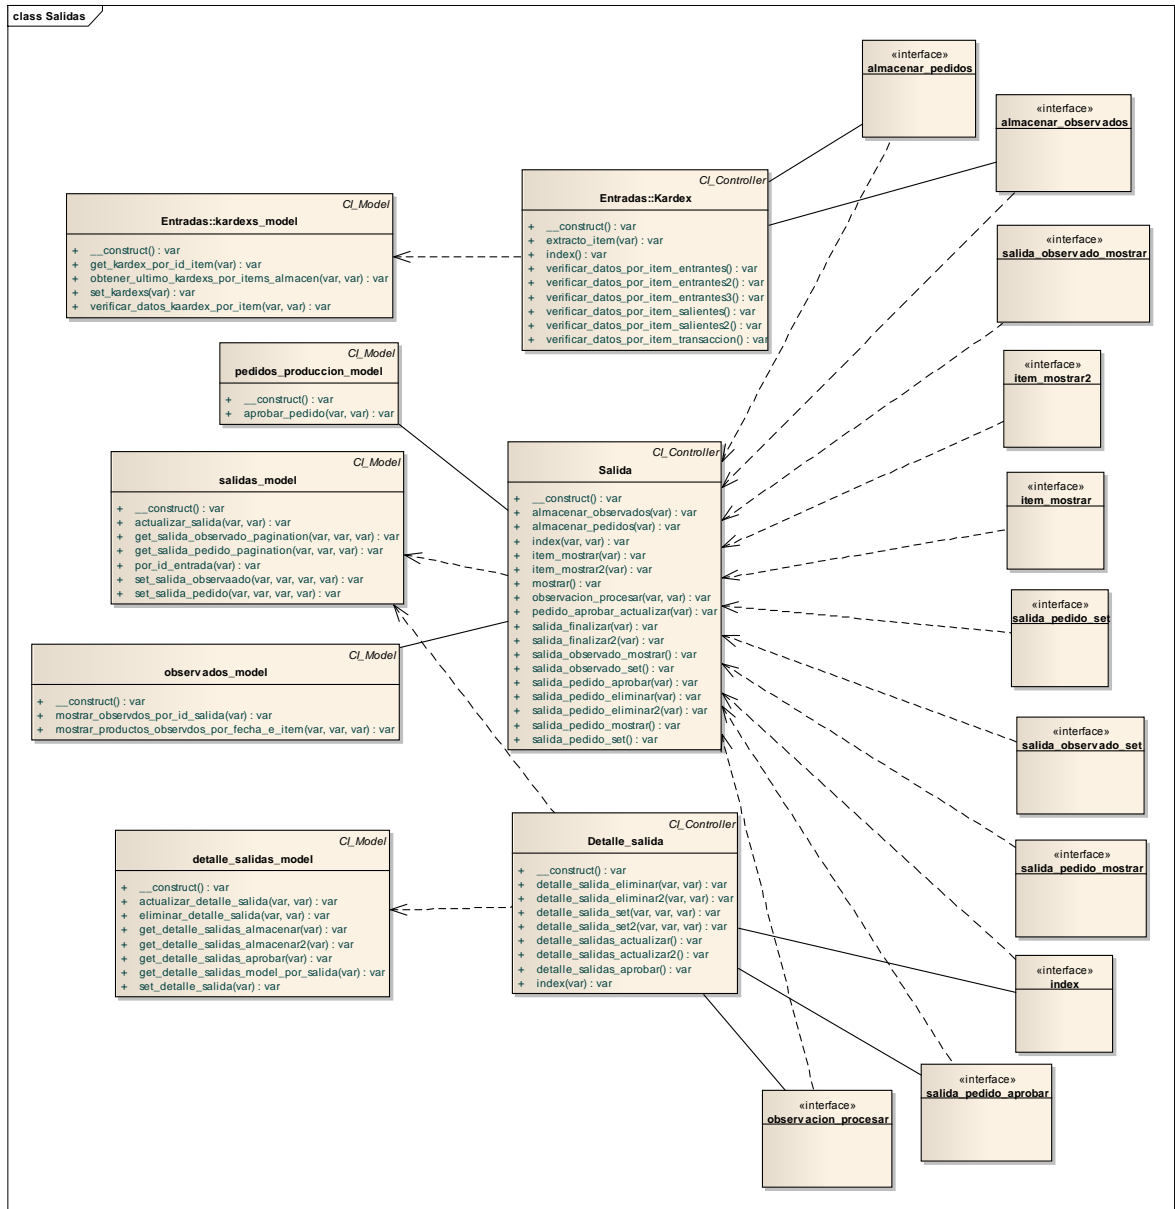 class Salidas
«interface»
almacenar_pedidos
«interface»
almacenar_observados
CI_Controller
Entradas::Kardex
+ __construct() : var
+ extracto_item(var) : var
+ index() : var
+ verificar_datos_por_item_entrantes() : var
+ verificar_datos_por_item_entrantes2() : var
+ verificar_datos_por_item_entrantes3() : var
+ verificar_datos_por_item_salientes() : var
+ verificar_datos_por_item_salientes2() : var
+ verificar_datos_por_item_transaccion() : var
CI_Model
Entradas::kardexs_model
+ __construct() : var
+ get_kardex_por_id_item(var) : var
+ obtener_ultimo_kardexs_por_items_almacen(var, var) : var
+ set_kardexs(var) : var
+ verificar_datos_kaardex_por_item(var, var) : var
«interface»
salida_observado_mostrar
CI_Model
pedidos_produccion_model
+ __construct() : var
+ aprobar_pedido(var, var) : var
«interface»
item_mostrar2
CI_Model
salidas_model
+ __construct() : var
+ actualizar_salida(var, var) : var
+ get_salida_observado_pagination(var, var, var) : var
+ get_salida_pedido_pagination(var, var, var) : var
+ por_id_entrada(var) : var
+ set_salida_observaado(var, var, var, var) : var
+ set_salida_pedido(var, var, var, var) : var
CI_Controller
Salida
+ __construct() : var
+ almacenar_observados(var) : var
+ almacenar_pedidos(var) : var
+ index(var, var) : var
+ item_mostrar(var) : var
+ item_mostrar2(var) : var
+ mostrar() : var
+ observacion_procesar(var, var) : var
+ pedido_aprobar_actualizar(var) : var
+ salida_finalizar(var) : var
+ salida_finalizar2(var) : var
+ salida_observado_mostrar() : var
+ salida_observado_set() : var
+ salida_pedido_aprobar(var) : var
+ salida_pedido_eliminar(var) : var
+ salida_pedido_eliminar2(var) : var
+ salida_pedido_mostrar() : var
+ salida_pedido_set() : var
«interface»
item_mostrar
«interface»
salida_pedido_set
CI_Model
observados_model
+ __construct() : var
+ mostrar_observdos_por_id_salida(var) : var
+ mostrar_productos_observdos_por_fecha_e_item(var, var, var) : var
«interface»
salida_observado_set
CI_Model
detalle_salidas_model
+ __construct() : var
+ actualizar_detalle_salida(var, var) : var
+ eliminar_detalle_salida(var, var) : var
+ get_detalle_salidas_almacenar(var) : var
+ get_detalle_salidas_almacenar2(var) : var
+ get_detalle_salidas_aprobar(var) : var
+ get_detalle_salidas_model_por_salida(var) : var
+ set_detalle_salida(var) : var
CI_Controller
Detalle_salida
+ __construct() : var
+ detalle_salida_eliminar(var, var) : var
+ detalle_salida_eliminar2(var, var) : var
+ detalle_salida_set(var, var, var) : var
+ detalle_salida_set2(var, var, var) : var
+ detalle_salidas_actualizar() : var
+ detalle_salidas_actualizar2() : var
+ detalle_salidas_aprobar() : var
+ index(var) : var
«interface»
salida_pedido_mostrar
«interface»
index
«interface»
salida_pedido_aprobar
«interface»
observacion_procesar